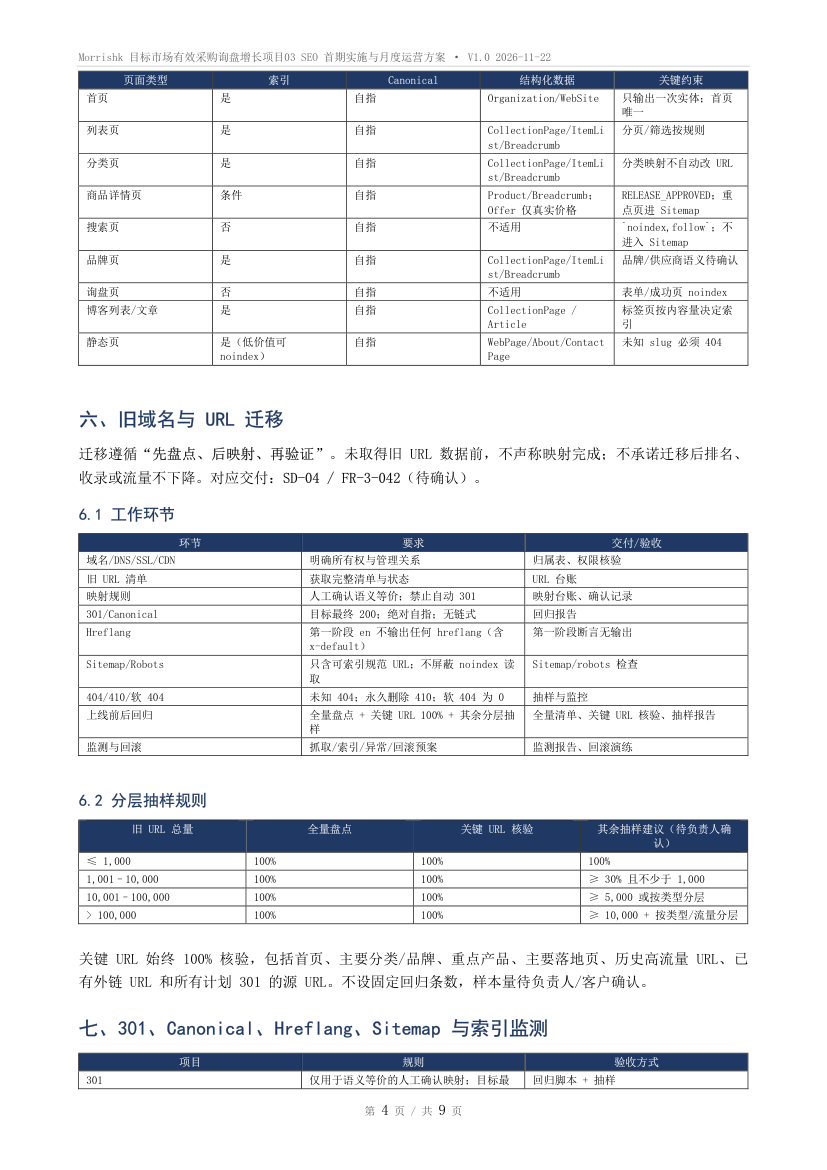 Morrishk 目标市场有效采购询盘增长项目03 SEO 首期实施与月度运营方案 • V1.0 2026-11-22
页面类型 索引 Canonical 结构化数据 关键约束
首页 是 自指 Organization/WebSite 只输出一次实体；首页
唯一
列表页 是 自指 CollectionPage/ItemLi 分页/筛选按规则
st/Breadcrumb
分类页 是 自指 CollectionPage/ItemLi 分类映射不自动改 URL
st/Breadcrumb
商品详情页 条件 自指 Product/Breadcrumb； RELEASE_APPROVED；重
Offer 仅真实价格 点页进 Sitemap
搜索页 否 自指 不适用 `noindex,follow`；不
进入 Sitemap
品牌页 是 自指 CollectionPage/ItemLi 品牌/供应商语义待确认
st/Breadcrumb
询盘页 否 自指 不适用 表单/成功页 noindex
博客列表/文章 是 自指 CollectionPage / 标签页按内容量决定索
Article 引
静态页 是（低价值可 自指 WebPage/About/Contact 未知 slug 必须 404
noindex） Page
六、旧域名与 URL 迁移
迁移遵循“先盘点、后映射、再验证”。未取得旧 URL 数据前，不声称映射完成；不承诺迁移后排名、
收录或流量不下降。对应交付：SD-04 / FR-3-042（待确认）。
6.1 工作环节
环节 要求 交付/验收
域名/DNS/SSL/CDN 明确所有权与管理关系 归属表、权限核验
旧 URL 清单 获取完整清单与状态 URL 台账
映射规则 人工确认语义等价；禁止自动 301 映射台账、确认记录
301/Canonical 目标最终 200；绝对自指；无链式 回归报告
Hreflang 第一阶段 en 不输出任何 hreflang（含 第一阶段断言无输出
x-default）
Sitemap/Robots 只含可索引规范 URL；不屏蔽 noindex 读 Sitemap/robots 检查
取
404/410/软 404 未知 404；永久删除 410；软 404 为 0 抽样与监控
上线前后回归 全量盘点 + 关键 URL 100% + 其余分层抽 全量清单、关键 URL 核验、抽样报告
样
监测与回滚 抓取/索引/异常/回滚预案 监测报告、回滚演练
6.2 分层抽样规则
旧 URL 总量 全量盘点 关键 URL 核验 其余抽样建议（待负责人确
认）
≤ 1,000 100% 100% 100%
1,001–10,000 100% 100% ≥ 30% 且不少于 1,000
10,001–100,000 100% 100% ≥ 5,000 或按类型分层
> 100,000 100% 100% ≥ 10,000 + 按类型/流量分层
关键 URL 始终 100% 核验，包括首页、主要分类/品牌、重点产品、主要落地页、历史高流量 URL、已
有外链 URL 和所有计划 301 的源 URL。不设固定回归条数，样本量待负责人/客户确认。
七、301、Canonical、Hreflang、Sitemap 与索引监测
项目 规则 验收方式
301 仅用于语义等价的人工确认映射；目标最 回归脚本 + 抽样
第 4 页 / 共 9 页